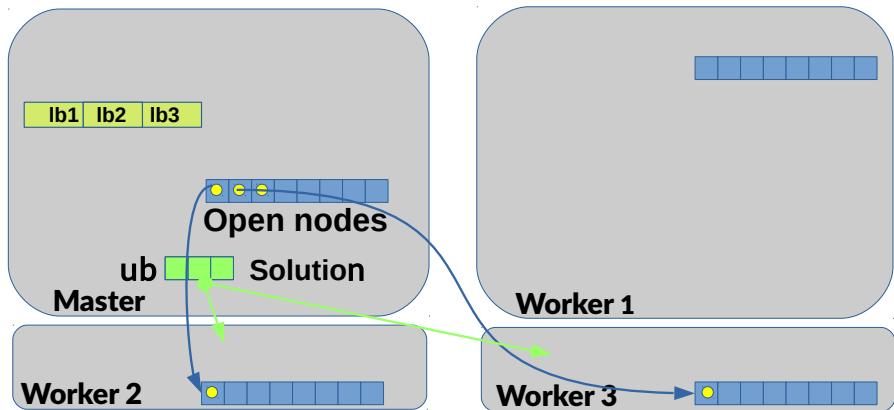 lb1 lb2 lb3
Open nodes
ub Solution
Master
Worker 1
Worker 2
Worker 3